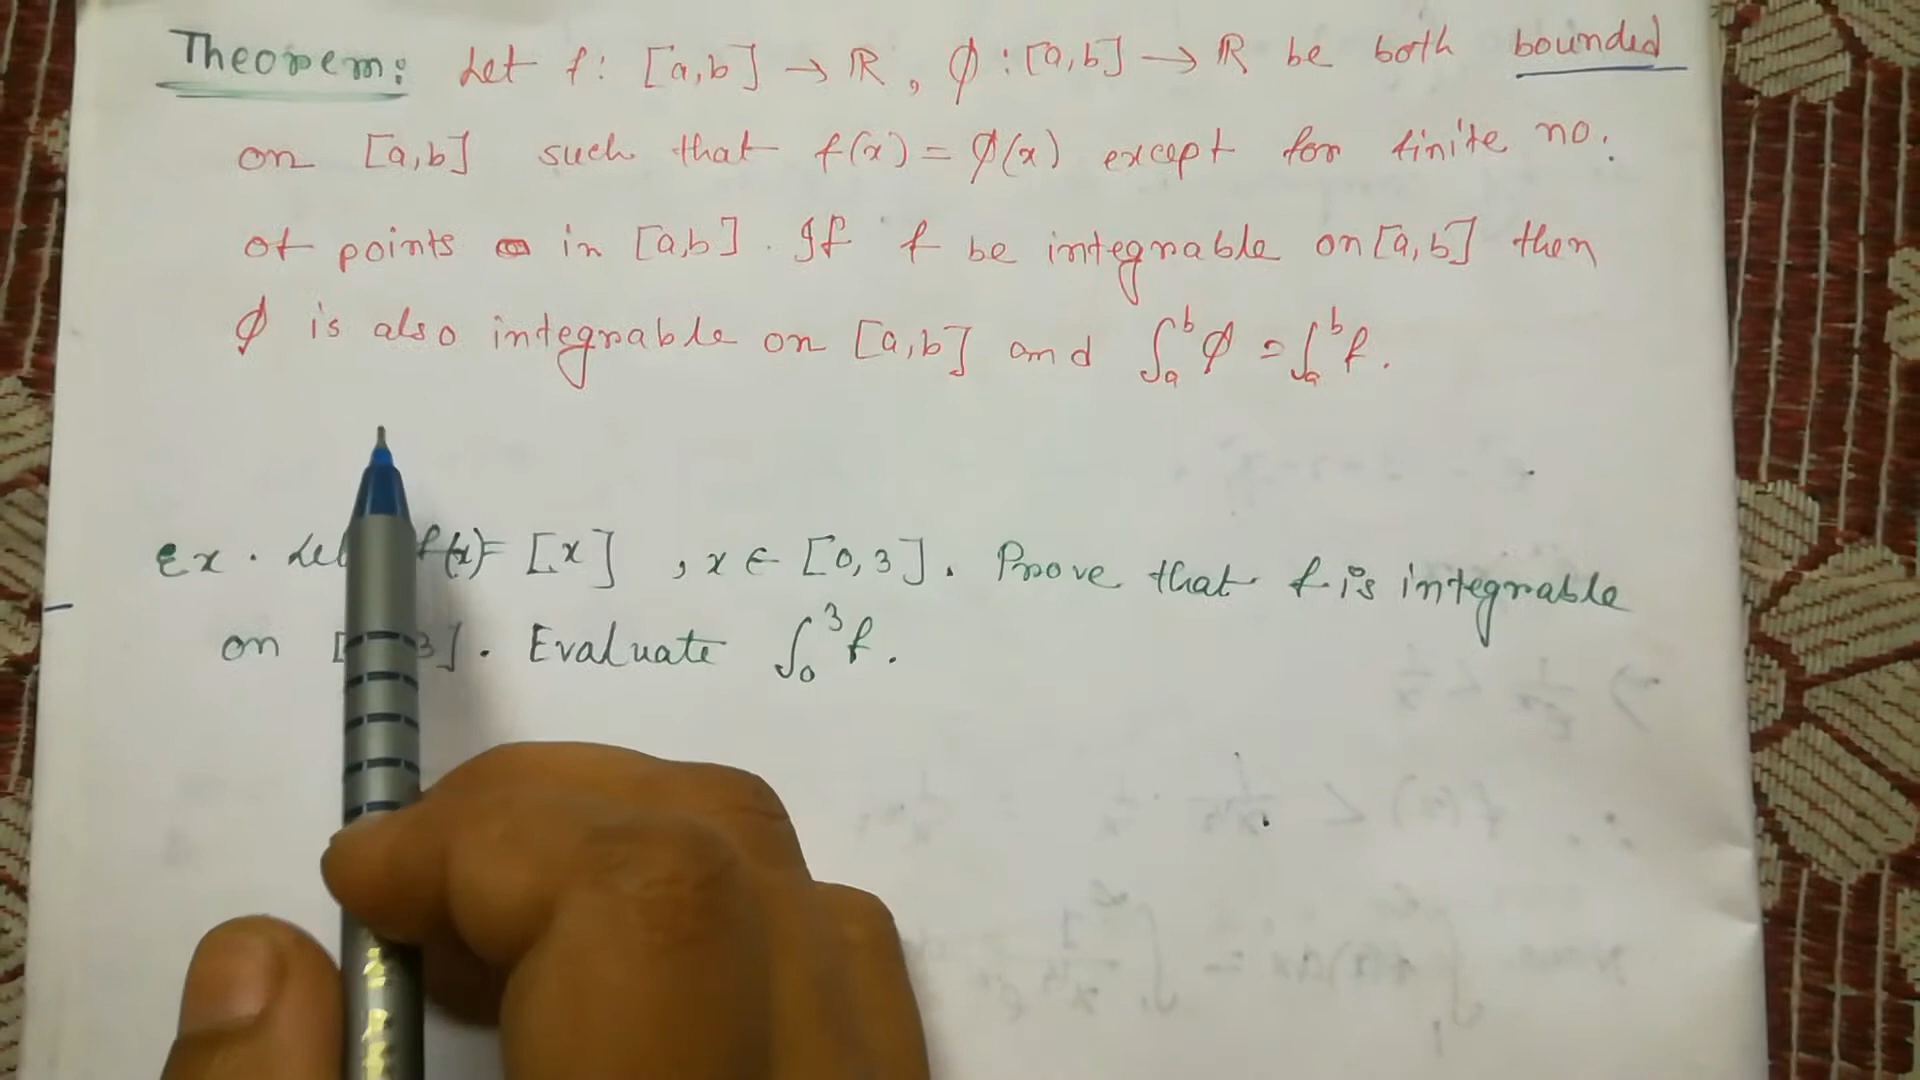 Theorem: Let f: [a,b] → ℝ, φ: [a,b] → ℝ be both bounded
on [a,b] such that f(x) = φ(x) except for finite no.
of points in [a,b]. If f be integrable on [a,b] then
φ is also integrable on [a,b] and ∫ₐᵇ φ = ∫ₐᵇ f.
Ex. Let f(x) = [x], x ∈ [0,3]. Prove that f is integrable
on [ 3]. Evaluate ∫₀³ f.